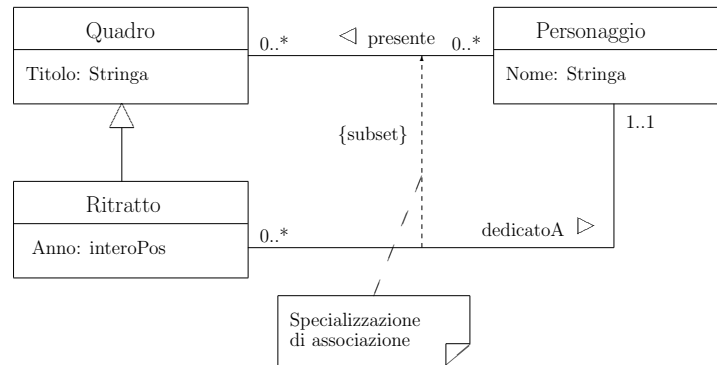 Quadro
Titolo: Stringa
0..*
presente
0..*
Personaggio
Nome: Stringa
1..1
{subset}
Ritratto
Anno: interoPos
0..*
dedicatoA
Specializzazione
di associazione